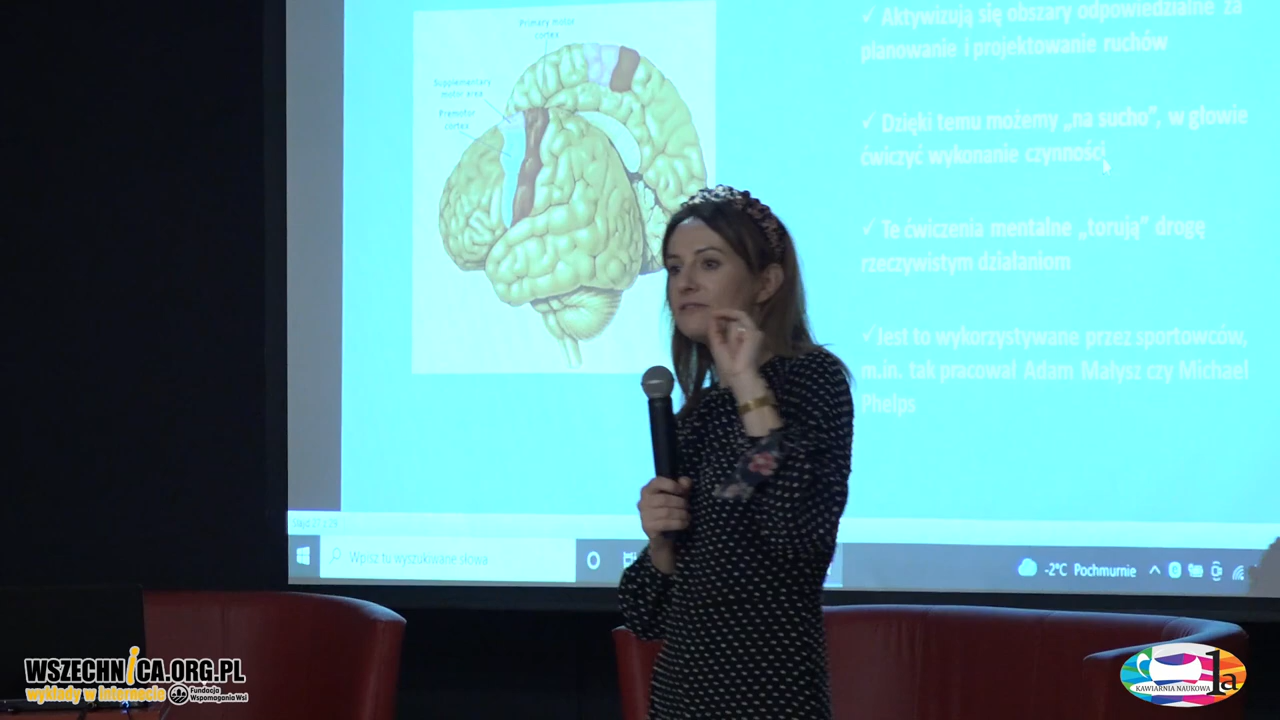 Primary motor
cortex
Supplementary
motor area
Premotor
cortex
✓ Aktywizują się obszary odpowiedzialne za
planowanie i projektowanie ruchów
✓ Dzięki temu możemy „na sucho”, w głowie
ćwiczyć wykonanie czynności
✓ Te ćwiczenia mentalne „torują” drogę
rzeczywistym działaniom
✓Jest to wykorzystywane przez sportowców,
m.in. tak pracował Adam Małysz czy Michael
Phelps
Wpisz tu wyszukiwane słowa
-2°C Pochmurnie
WSZECHNICA.ORG.PL
wykłady w internecie
Fundacja
Wspomagania Wsi
KAWIARNIA NAUKOWA 1a